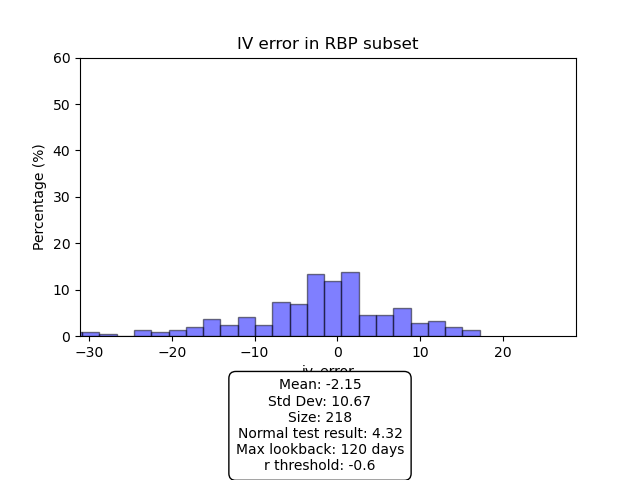 IV error in RBP subset
Percentage (%)
60
50
40
30
20
10
0
−30
−20
−10
0
10
20
iv_error
Mean: -2.15
Std Dev: 10.67
Size: 218
Normal test result: 4.32
Max lookback: 120 days
r threshold: -0.6